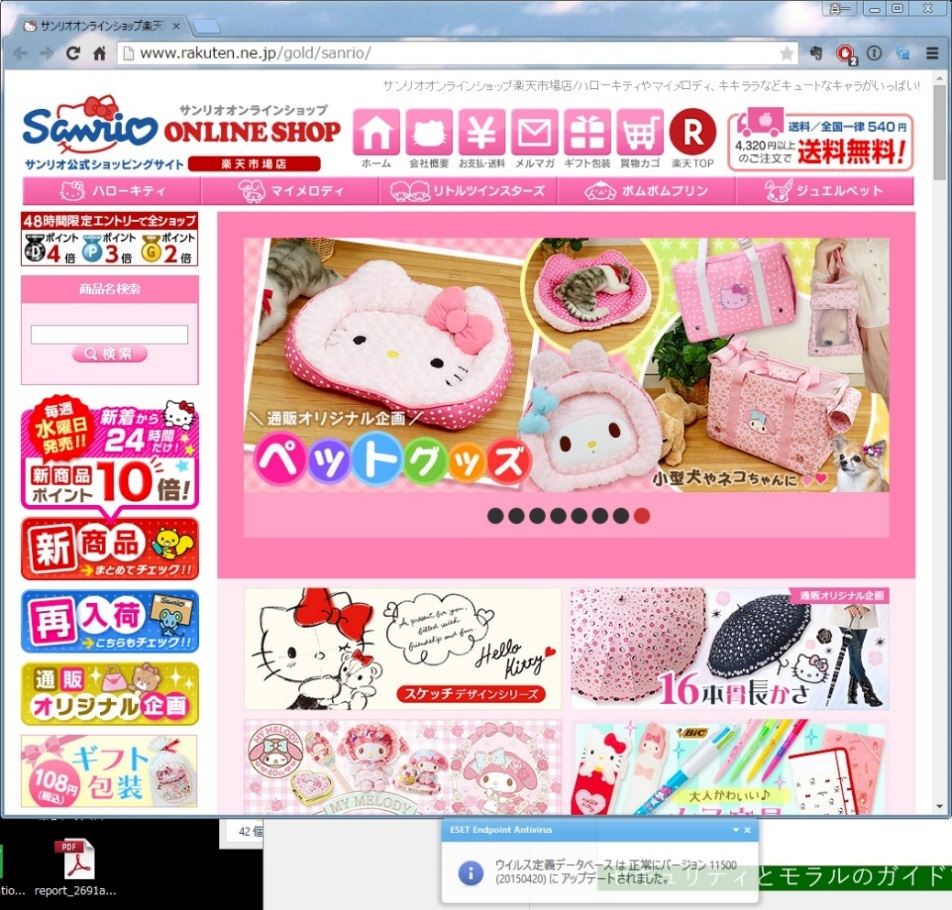 サンリオオンラインショップ楽天
www.rakuten.ne.jp/gold/sanrio/
2
サンリオオンラインショップ楽天市場店/ハローキティやマイメロディ、キキララなどキュートなキャラがいっぱい!
Sanrio
サンリオオンラインショップ
ONLINE SHOP
サンリオ公式ショッピングサイト
楽天市場店
ホーム
会社概要
¥
お支払・送料
メルマガ
ギフト包装
買物カゴ
R
楽天TOP
送料/全国一律 540円
4,320円以上
のご注文で
送料無料!
ハローキティ
マイメロディ
リトルツインスターズ
ポムポムプリン
ジュエルペット
48時間限定エントリーで全ショップ
D ポイント4倍 P ポイント3倍 G ポイント2倍
商品名検索
検索
毎週
水曜日
発売!!
新着から
24時間
だけ!
新商品
ポイント10倍!
新商品
まとめてチェック!!
再入荷
こちらもチェック!!
通販
オリジナル企画
ギフト
包装
108円
(税込)
＼通販オリジナル企画／
ペットグッズ
小型犬やネコちゃんに
A present for you,
filled with
friendship and fun.
Hello
Kitty
スケッチデザインシリーズ
通販オリジナル企画
16本骨長かさ
MY MELODY
40th
MY MELODY
BIC
大人かわいい♪
42 個
PDF
tio...
report_2691a...
ESET Endpoint Antivirus
ウイルス定義データベース は 正常にバージョン 11500
(20150420) に アップデートされました。
リティとモラルのガイド